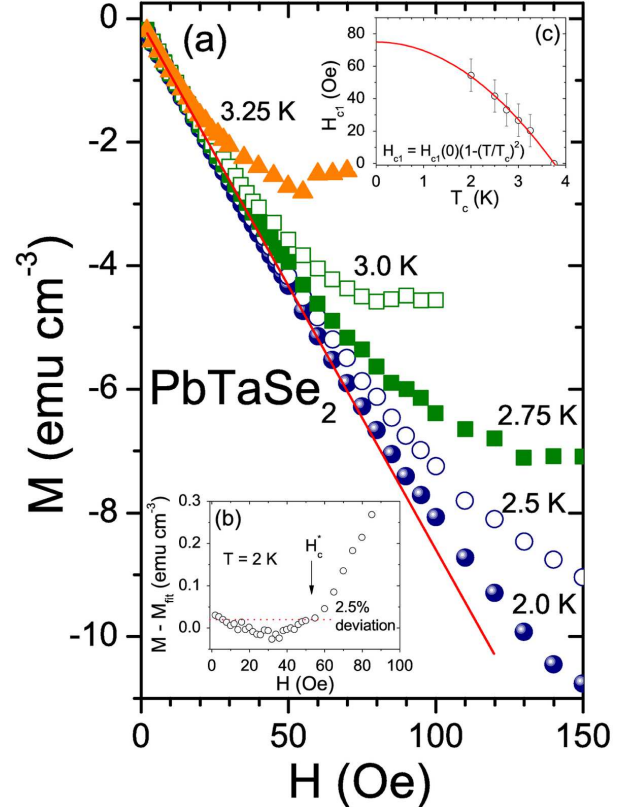 (a)
M (emu cm⁻³)
0
-2
-4
-6
-8
-10
0
50
100
150
H (Oe)
3.25 K
3.0 K
2.75 K
2.5 K
2.0 K
PbTaSe₂
(c)
H_c1 (Oe)
80
60
40
20
0
0
1
2
3
4
T_c (K)
H_c1 = H_c1(0)(1-(T/T_c)²)
(b)
M - M_fit (emu cm⁻³)
0.3
0.2
0.1
0.0
0
20
40
60
80
100
H (Oe)
T = 2 K
H_c^*
2.5%
deviation